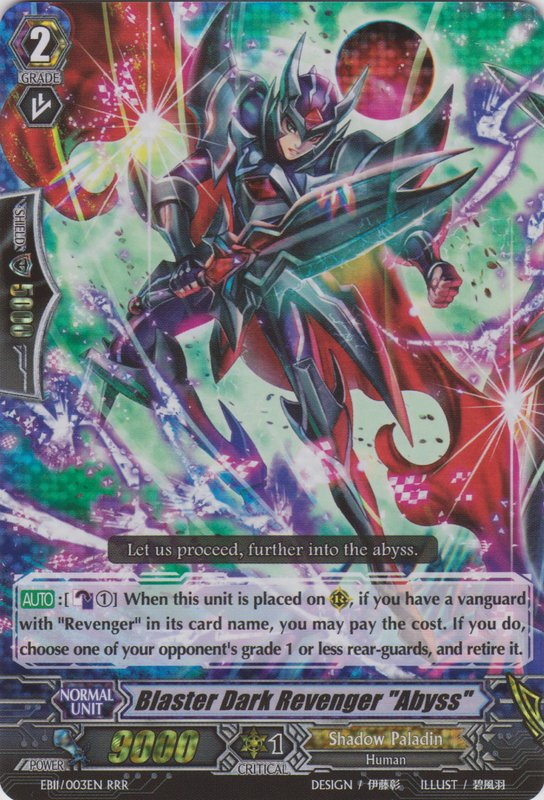 2
GRADE
SHIELD
5000
Let us proceed, further into the abyss.
AUTO :[ ①] When this unit is placed on R, if you have a vanguard
with "Revenger" in its card name, you may pay the cost. If you do,
choose one of your opponent's grade 1 or less rear-guards, and retire it.
NORMAL
UNIT
Blaster Dark Revenger "Abyss"
POWER
9000
1
CRITICAL
Shadow Paladin
Human
EB11/003EN RRR
DESIGN / 伊藤彰
ILLUST / 碧風羽